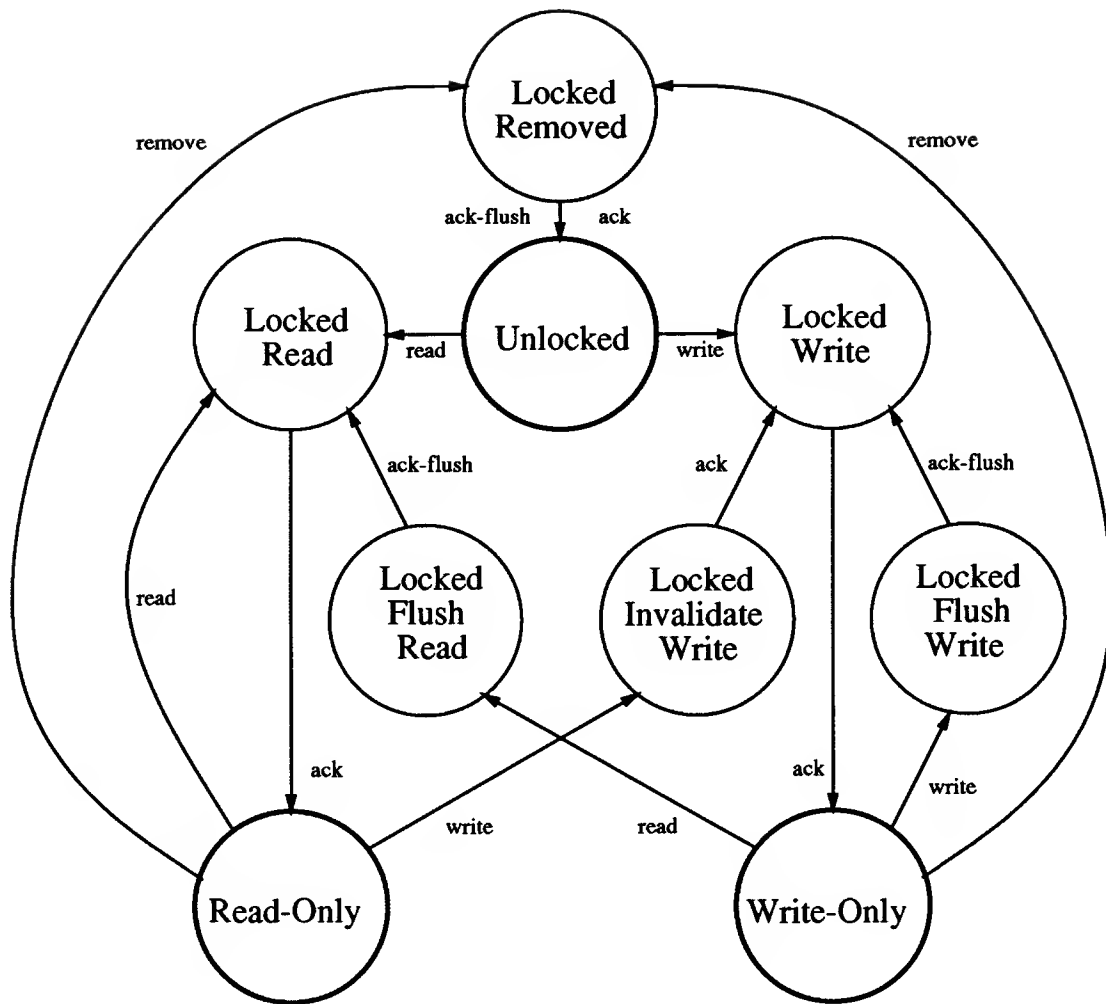 Locked
Removed
remove
remove
ack-flush
ack
Locked
Read
Unlocked
Locked
Write
read
write
ack-flush
ack
ack-flush
Locked
Flush
Read
Locked
Invalidate
Write
Locked
Flush
Write
read
ack
ack
write
write
read
Read-Only
Write-Only